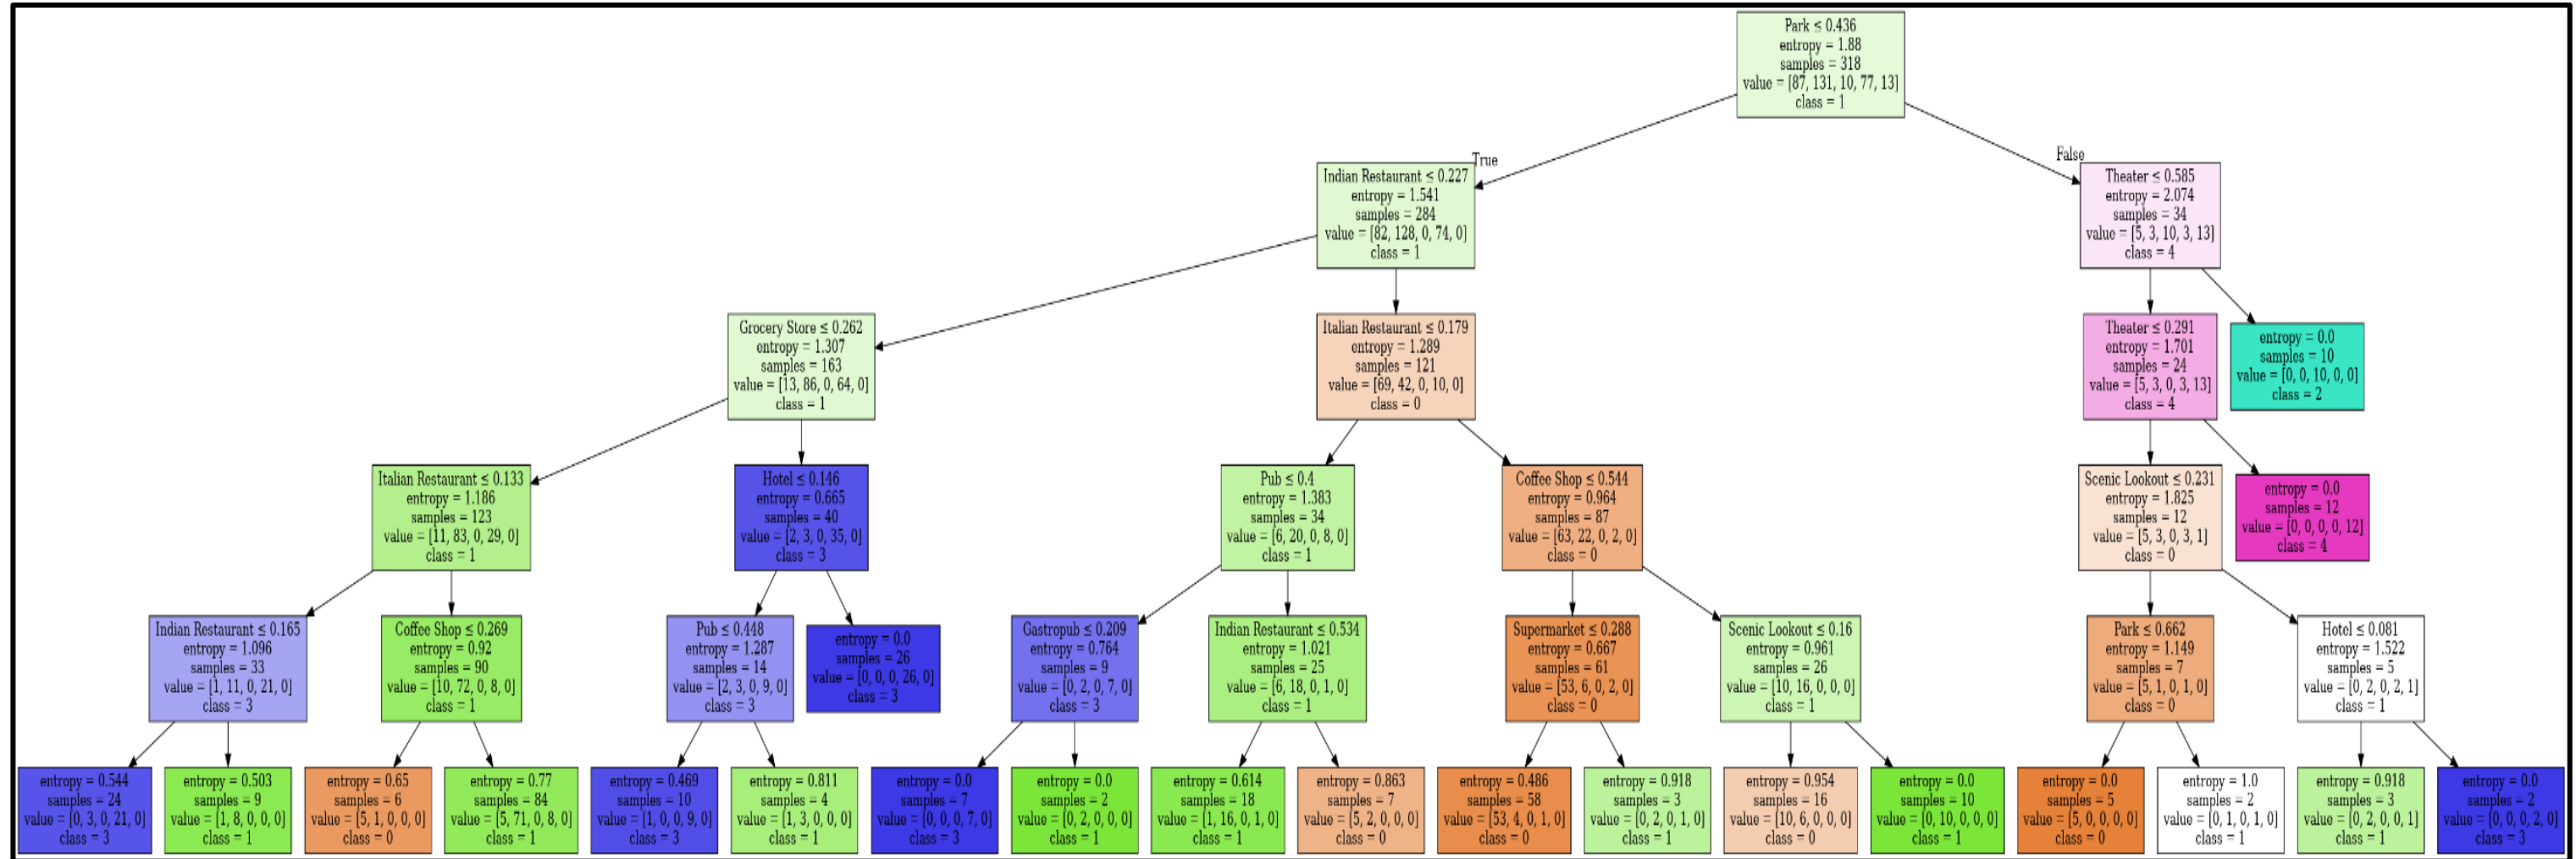 Park ≤ 0.436
entropy = 1.88
samples = 318
value = [87, 131, 10, 77, 13]
class = 1
True
False
Indian Restaurant ≤ 0.227
entropy = 1.541
samples = 284
value = [82, 128, 0, 74, 0]
class = 1
Theater ≤ 0.585
entropy = 2.074
samples = 34
value = [5, 3, 10, 3, 13]
class = 4
Grocery Store ≤ 0.262
entropy = 1.307
samples = 163
value = [13, 86, 0, 64, 0]
class = 1
Italian Restaurant ≤ 0.179
entropy = 1.289
samples = 121
value = [69, 42, 0, 10, 0]
class = 0
Theater ≤ 0.291
entropy = 1.701
samples = 24
value = [5, 3, 0, 3, 13]
class = 4
entropy = 0.0
samples = 10
value = [0, 0, 10, 0, 0]
class = 2
Italian Restaurant ≤ 0.133
entropy = 1.186
samples = 123
value = [11, 83, 0, 29, 0]
class = 1
Hotel ≤ 0.146
entropy = 0.665
samples = 40
value = [2, 3, 0, 35, 0]
class = 3
Pub ≤ 0.4
entropy = 1.383
samples = 34
value = [6, 20, 0, 8, 0]
class = 1
Coffee Shop ≤ 0.544
entropy = 0.964
samples = 87
value = [63, 22, 0, 2, 0]
class = 0
Scenic Lookout ≤ 0.231
entropy = 1.825
samples = 12
value = [5, 3, 0, 3, 1]
class = 0
entropy = 0.0
samples = 12
value = [0, 0, 0, 0, 12]
class = 4
Indian Restaurant ≤ 0.165
entropy = 1.096
samples = 33
value = [1, 11, 0, 21, 0]
class = 3
Coffee Shop ≤ 0.269
entropy = 0.92
samples = 90
value = [10, 72, 0, 8, 0]
class = 1
Pub ≤ 0.448
entropy = 1.287
samples = 14
value = [2, 3, 0, 9, 0]
class = 3
entropy = 0.0
samples = 26
value = [0, 0, 0, 26, 0]
class = 3
Gastropub ≤ 0.209
entropy = 0.764
samples = 9
value = [0, 2, 0, 7, 0]
class = 3
Indian Restaurant ≤ 0.534
entropy = 1.021
samples = 25
value = [6, 18, 0, 1, 0]
class = 1
Supermarket ≤ 0.288
entropy = 0.667
samples = 61
value = [53, 6, 0, 2, 0]
class = 0
Scenic Lookout ≤ 0.16
entropy = 0.961
samples = 26
value = [10, 16, 0, 0, 0]
class = 1
Park ≤ 0.662
entropy = 1.149
samples = 7
value = [5, 1, 0, 1, 0]
class = 0
Hotel ≤ 0.081
entropy = 1.522
samples = 5
value = [0, 2, 0, 2, 1]
class = 1
entropy = 0.544
samples = 24
value = [0, 3, 0, 21, 0]
class = 3
entropy = 0.503
samples = 9
value = [1, 8, 0, 0, 0]
class = 1
entropy = 0.65
samples = 6
value = [5, 1, 0, 0, 0]
class = 0
entropy = 0.77
samples = 84
value = [5, 71, 0, 8, 0]
class = 1
entropy = 0.469
samples = 10
value = [1, 0, 0, 9, 0]
class = 3
entropy = 0.811
samples = 4
value = [1, 3, 0, 0, 0]
class = 1
entropy = 0.0
samples = 7
value = [0, 0, 0, 7, 0]
class = 3
entropy = 0.0
samples = 2
value = [0, 2, 0, 0, 0]
class = 1
entropy = 0.614
samples = 18
value = [1, 16, 0, 1, 0]
class = 1
entropy = 0.863
samples = 7
value = [5, 2, 0, 0, 0]
class = 0
entropy = 0.486
samples = 58
value = [53, 4, 0, 1, 0]
class = 0
entropy = 0.918
samples = 3
value = [0, 2, 0, 1, 0]
class = 1
entropy = 0.954
samples = 16
value = [10, 6, 0, 0, 0]
class = 0
entropy = 0.0
samples = 10
value = [0, 10, 0, 0, 0]
class = 1
entropy = 0.0
samples = 5
value = [5, 0, 0, 0, 0]
class = 0
entropy = 1.0
samples = 2
value = [0, 1, 0, 1, 0]
class = 1
entropy = 0.918
samples = 3
value = [0, 2, 0, 0, 1]
class = 1
entropy = 0.0
samples = 2
value = [0, 0, 0, 2, 0]
class = 3